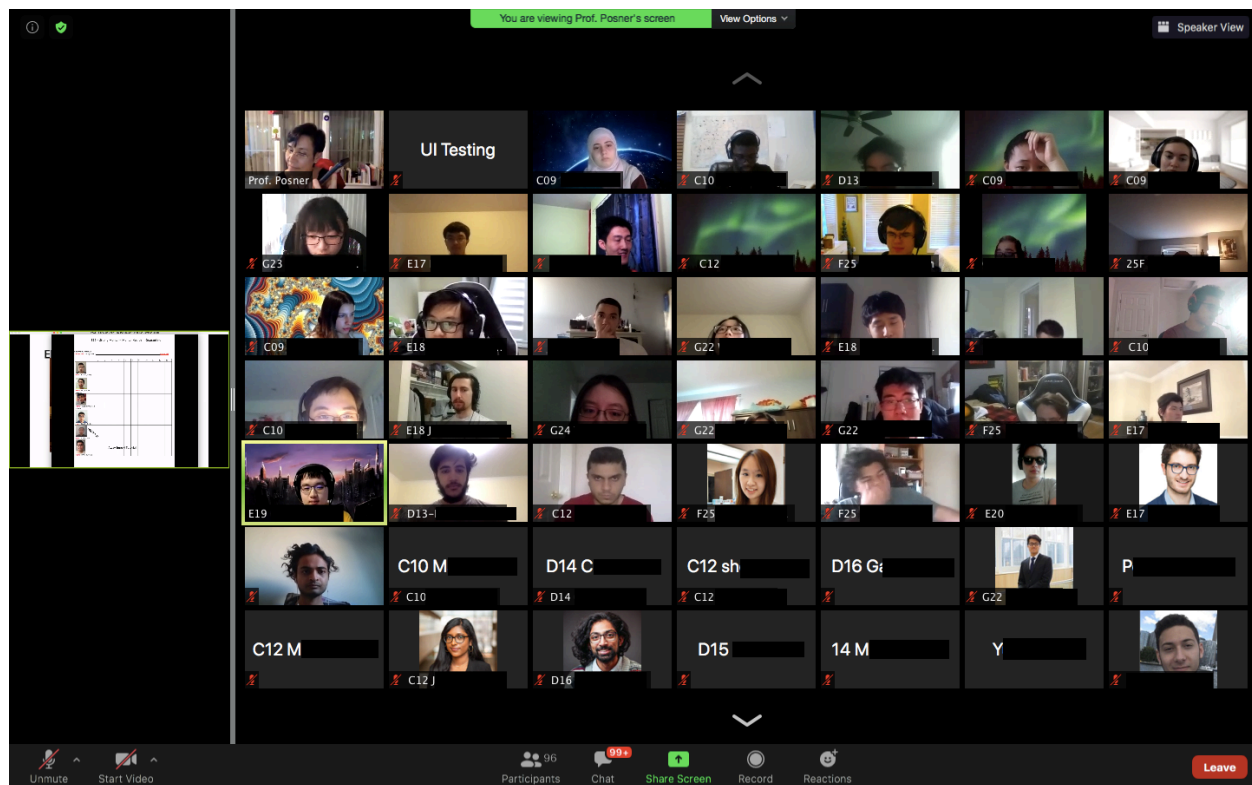 You are viewing Prof. Posner's screen View Options
Speaker View
Prof. Posner
UI Testing
C09
C10
D13
C09
C09
G23
E17
C12
F25
25F
C09
E18
G22
E18
C10
C10
E18 J
G24
G22
G22
F25
E17
E19
D13-
C12
F25
F25
E20
E17
C10 M
C10
D14 C
D14
C12 sh
C12
D16 Ga
G22
P
C12 M
C12 J
D16
D15
14 M
Y
Unmute
Start Video
Participants 96
Chat 99+
Share Screen
Record
Reactions
Leave